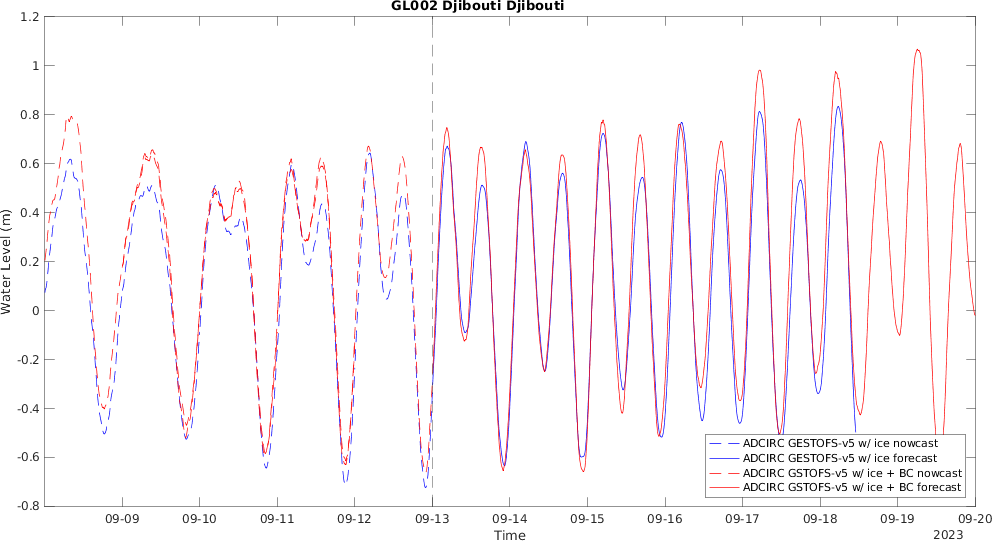 GL002 Djibouti Djibouti
Water Level (m)
1.2
1
0.8
0.6
0.4
0.2
0
-0.2
-0.4
-0.6
-0.8
09-09 09-10 09-11 09-12 09-13 09-14 09-15 09-16 09-17 09-18 09-19 09-20
Time
2023
ADCIRC GESTOFS-v5 w/ ice nowcast
ADCIRC GESTOFS-v5 w/ ice forecast
ADCIRC GSTOFS-v5 w/ ice + BC nowcast
ADCIRC GSTOFS-v5 w/ ice + BC forecast